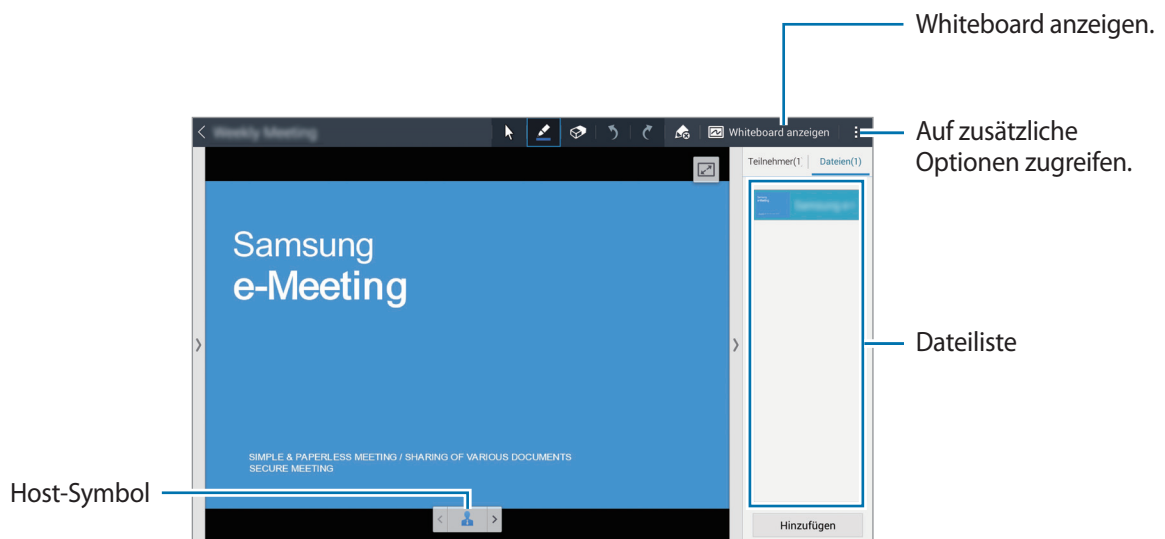 Whiteboard anzeigen.
Weekly Meeting
Whiteboard anzeigen
Auf zusätzliche
Optionen zugreifen.
Teilnehmer(1
Dateien(1)
Samsung
e-Meeting
Dateiliste
SIMPLE & PAPERLESS MEETING / SHARING OF VARIOUS DOCUMENTS
SECURE MEETING
Host-Symbol
Hinzufügen